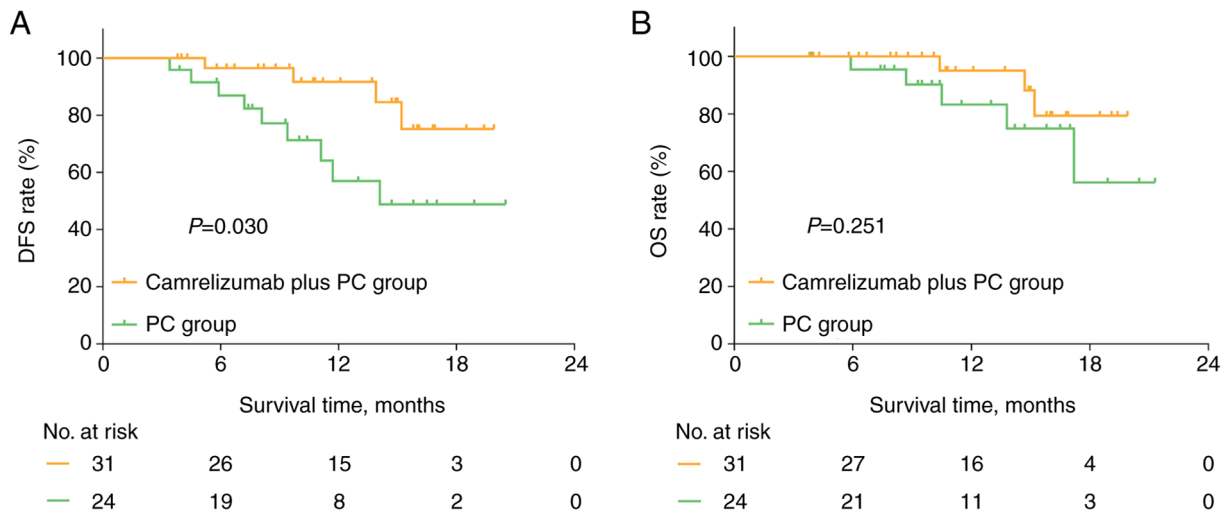 A
100
80
60
40
20
0
DFS rate (%)
P=0.030
Camrelizumab plus PC group
PC group
0 6 12 18 24
Survival time, months
No. at risk
31 26 15 3 0
24 19 8 2 0
B
100
80
60
40
20
0
OS rate (%)
P=0.251
Camrelizumab plus PC group
PC group
0 6 12 18 24
Survival time, months
No. at risk
31 27 16 4 0
24 21 11 3 0